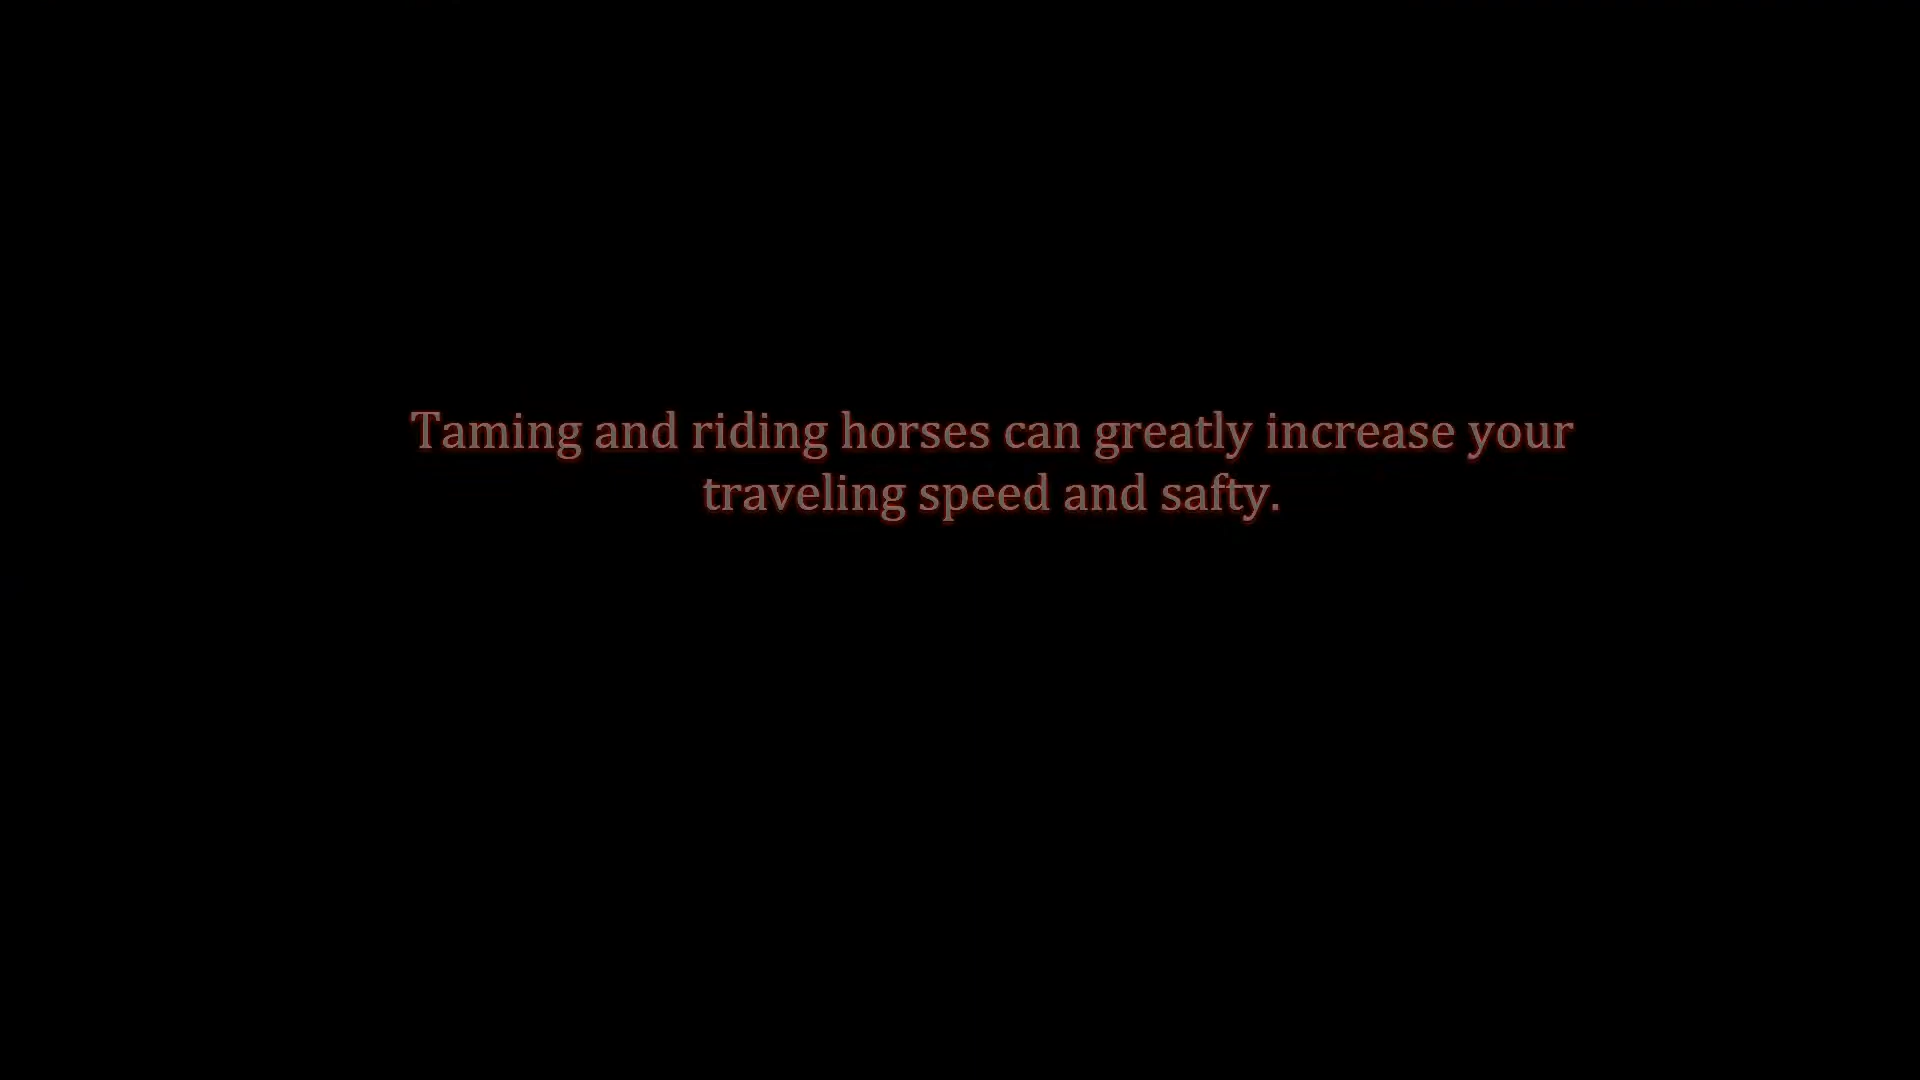 Taming and riding horses can greatly increase your
traveling speed and safty.